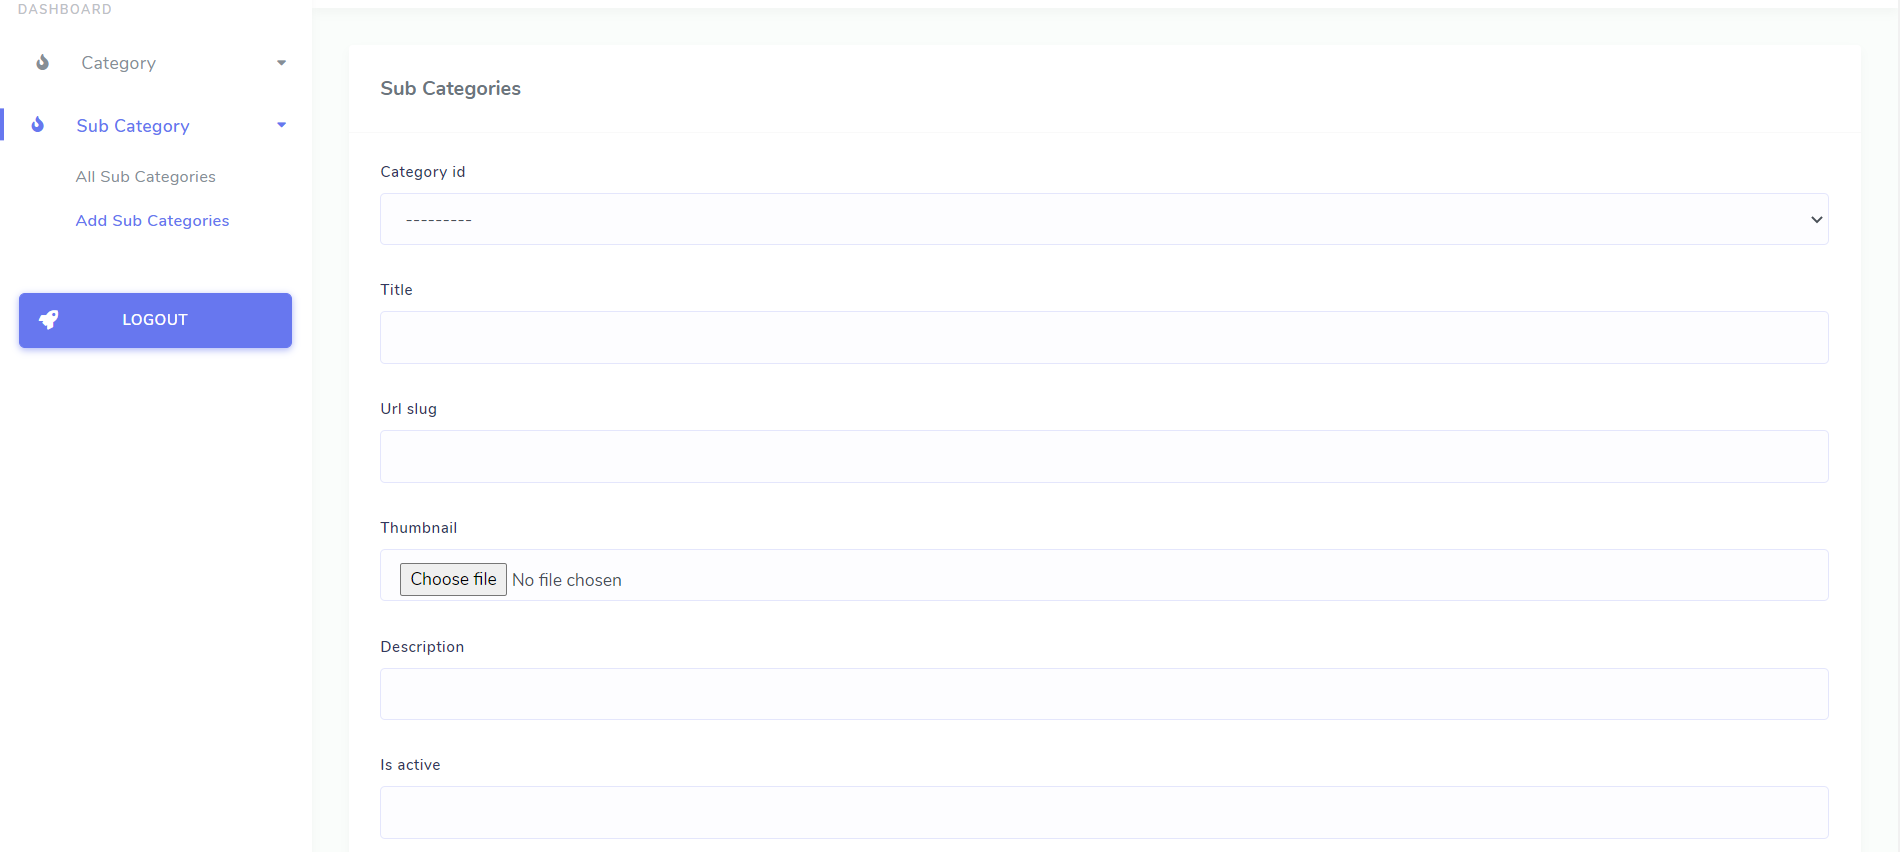 DASHBOARD
Category
Sub Category
All Sub Categories
Add Sub Categories
LOGOUT
Sub Categories
Category id
---------
Title
Url slug
Thumbnail
Choose file No file chosen
Description
Is active